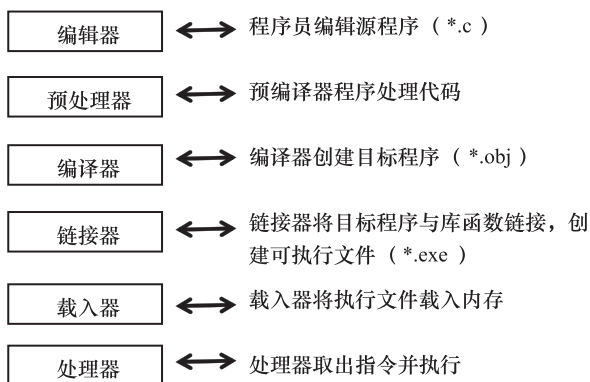 编辑器
程序员编辑源程序（*.c）
预处理器
预编译器程序处理代码
编译器
编译器创建目标程序（*.obj）
链接器
链接器将目标程序与库函数链接，创
建可执行文件（*.exe）
载入器
载入器将执行文件载入内存
处理器
处理器取出指令并执行